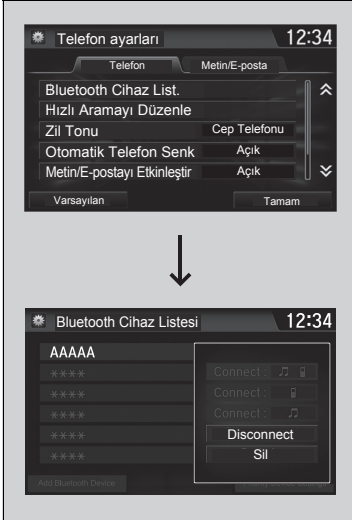 Telefon ayarları 12:34
Telefon Metin/E-posta
Bluetooth Cihaz List.
Hızlı Aramayı Düzenle
Zil Tonu Cep Telefonu
Otomatik Telefon Senk Açık
Metin/E-postayı Etkinleştir Açık
Varsayılan Tamam
Bluetooth Cihaz Listesi 12:34
AAAAA
**** Connect :
**** Connect :
**** Connect :
**** Disconnect
**** Sil
Add Bluetooth Device